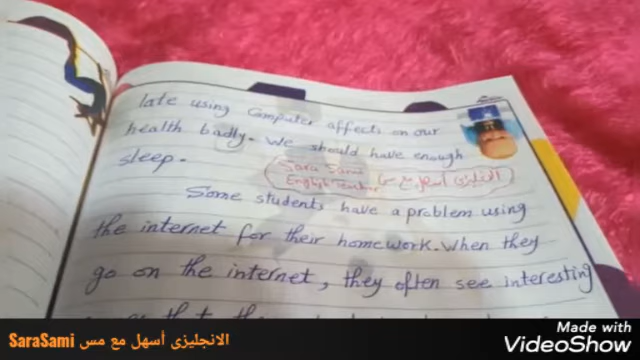 late using Computer affects on our
health badly. We should have enough
sleep.
Sara Sami الانجليزى أسهل مع مس
English Teacher
Some students have a problem using
the internet for their homework. When they
go on the internet, they often see interesting
الانجليزى أسهل مع مس SaraSami
Made with
VideoShow